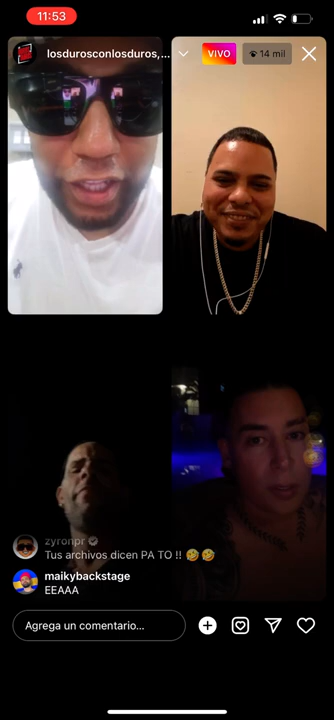 11:53
losdurosconlosduros,...
VIVO
14 mil
zyronpr
Tus archivos dicen PA TO !! 🤣🤣
maikybackstage
EEAAA
Agrega un comentario...